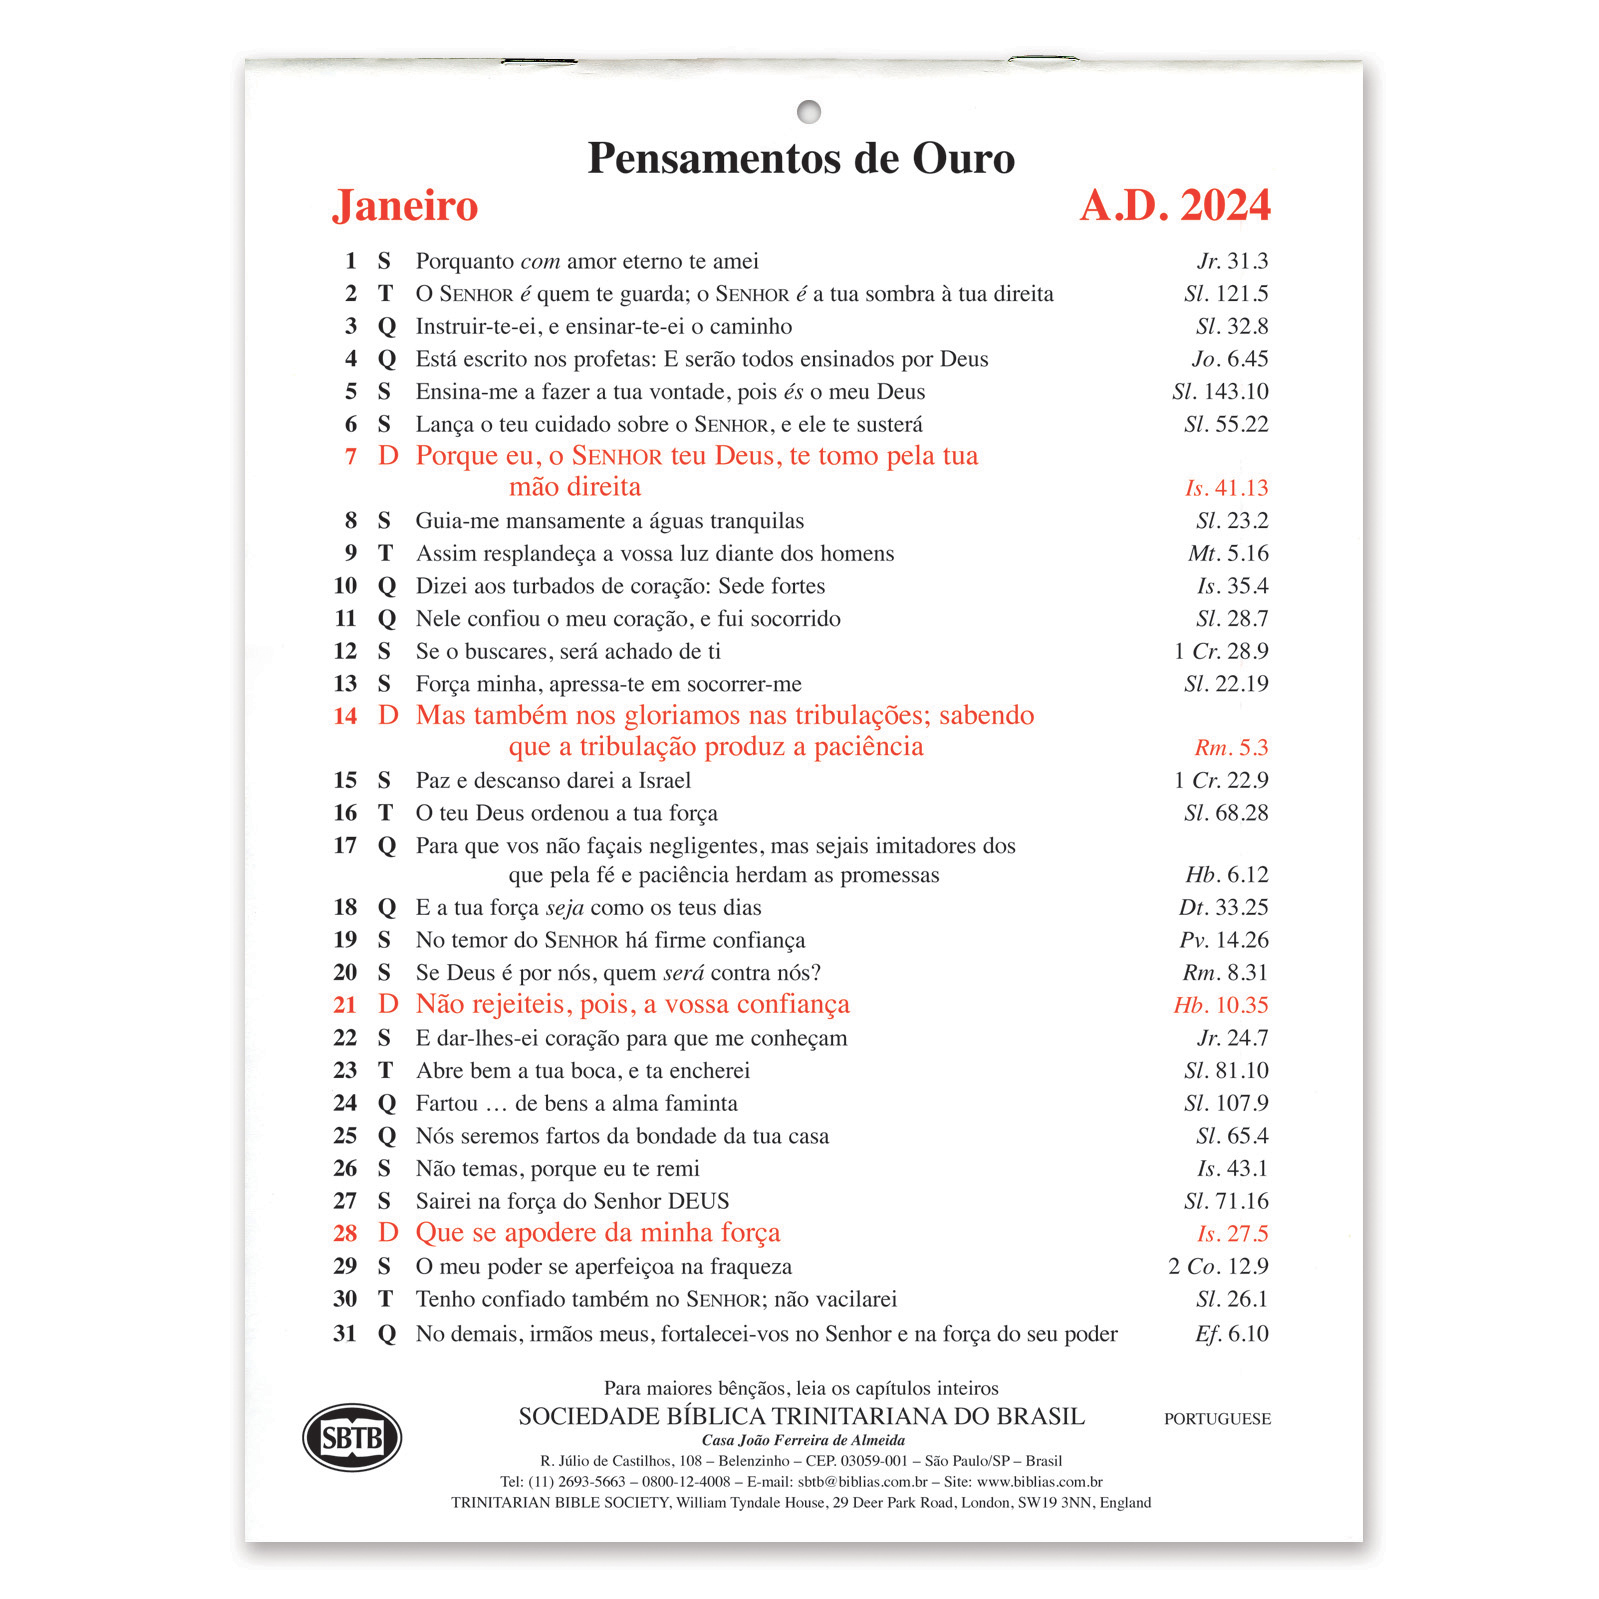 Pensamentos de Ouro
Janeiro A.D. 2024
1 S Porquanto com amor eterno te amei Jr. 31.3
2 T O SENHOR é quem te guarda; o SENHOR é a tua sombra à tua direita Sl. 121.5
3 Q Instruir-te-ei, e ensinar-te-ei o caminho Sl. 32.8
4 Q Está escrito nos profetas: E serão todos ensinados por Deus Jo. 6.45
5 S Ensina-me a fazer a tua vontade, pois és o meu Deus Sl. 143.10
6 S Lança o teu cuidado sobre o SENHOR, e ele te susterá Sl. 55.22
7 D Porque eu, o SENHOR teu Deus, te tomo pela tua
mão direita Is. 41.13
8 S Guia-me mansamente a águas tranquilas Sl. 23.2
9 T Assim resplandeça a vossa luz diante dos homens Mt. 5.16
10 Q Dizei aos turbados de coração: Sede fortes Is. 35.4
11 Q Nele confiou o meu coração, e fui socorrido Sl. 28.7
12 S Se o buscares, será achado de ti 1 Cr. 28.9
13 S Força minha, apressa-te em socorrer-me Sl. 22.19
14 D Mas também nos gloriamos nas tribulações; sabendo
que a tribulação produz a paciência Rm. 5.3
15 S Paz e descanso darei a Israel 1 Cr. 22.9
16 T O teu Deus ordenou a tua força Sl. 68.28
17 Q Para que vos não façais negligentes, mas sejais imitadores dos
que pela fé e paciência herdam as promessas Hb. 6.12
18 Q E a tua força seja como os teus dias Dt. 33.25
19 S No temor do SENHOR há firme confiança Pv. 14.26
20 S Se Deus é por nós, quem será contra nós? Rm. 8.31
21 D Não rejeiteis, pois, a vossa confiança Hb. 10.35
22 S E dar-lhes-ei coração para que me conheçam Jr. 24.7
23 T Abre bem a tua boca, e ta encherei Sl. 81.10
24 Q Fartou … de bens a alma faminta Sl. 107.9
25 Q Nós seremos fartos da bondade da tua casa Sl. 65.4
26 S Não temas, porque eu te remi Is. 43.1
27 S Sairei na força do Senhor DEUS Sl. 71.16
28 D Que se apodere da minha força Is. 27.5
29 S O meu poder se aperfeiçoa na fraqueza 2 Co. 12.9
30 T Tenho confiado também no SENHOR; não vacilarei Sl. 26.1
31 Q No demais, irmãos meus, fortalecei-vos no Senhor e na força do seu poder Ef. 6.10
Para maiores bênçãos, leia os capítulos inteiros
SBTB SOCIEDADE BÍBLICA TRINITARIANA DO BRASIL PORTUGUESE
Casa João Ferreira de Almeida
R. Júlio de Castilhos, 108 – Belenzinho – CEP. 03059-001 – São Paulo/SP – Brasil
Tel: (11) 2693-5663 – 0800-12-4008 – E-mail: sbtb@biblias.com.br – Site: www.biblias.com.br
TRINITARIAN BIBLE SOCIETY, William Tyndale House, 29 Deer Park Road, London, SW19 3NN, England